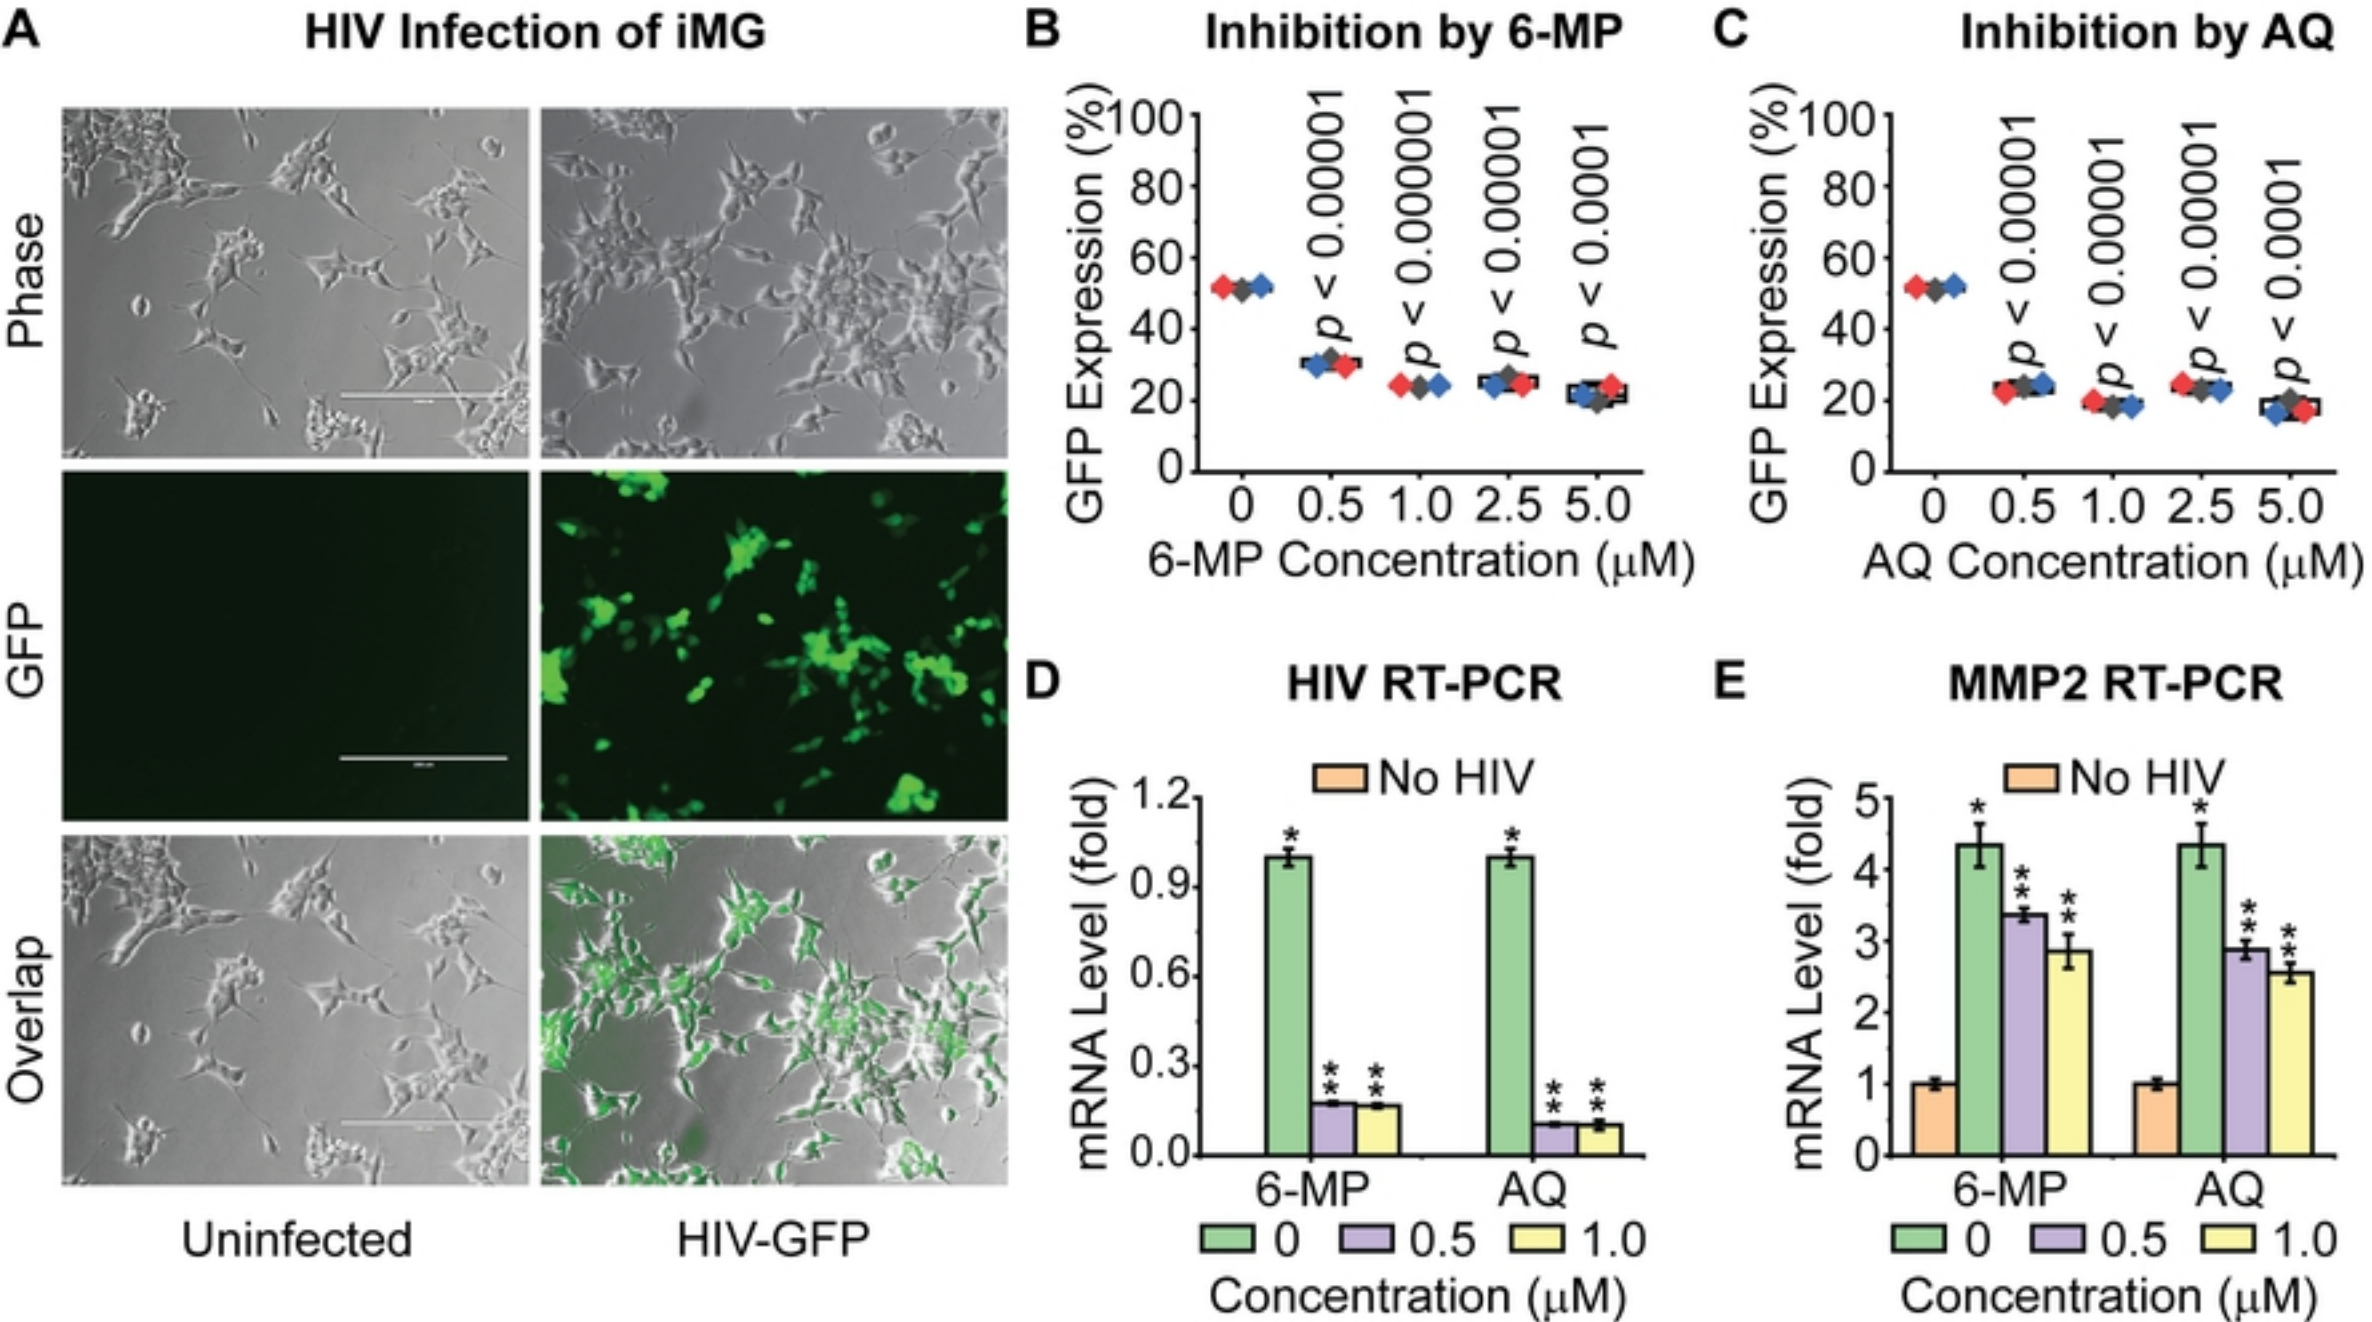 A HIV Infection of iMG
Phase
GFP
Overlap
Uninfected HIV-GFP
B Inhibition by 6-MP
GFP Expression (%)
100
80
60
40
20
0
p < 0.00001
p < 0.000001
p < 0.00001
p < 0.0001
0 0.5 1.0 2.5 5.0
6-MP Concentration (μM)
C Inhibition by AQ
GFP Expression (%)
100
80
60
40
20
0
p < 0.00001
p < 0.00001
p < 0.00001
p < 0.0001
0 0.5 1.0 2.5 5.0
AQ Concentration (μM)
D HIV RT-PCR
No HIV
mRNA Level (fold)
1.2
0.9
0.6
0.3
0.0
* ** ** * ** **
6-MP AQ
0 0.5 1.0
Concentration (μM)
E MMP2 RT-PCR
No HIV
mRNA Level (fold)
5
4
3
2
1
0
* ** ** * ** **
6-MP AQ
0 0.5 1.0
Concentration (μM)